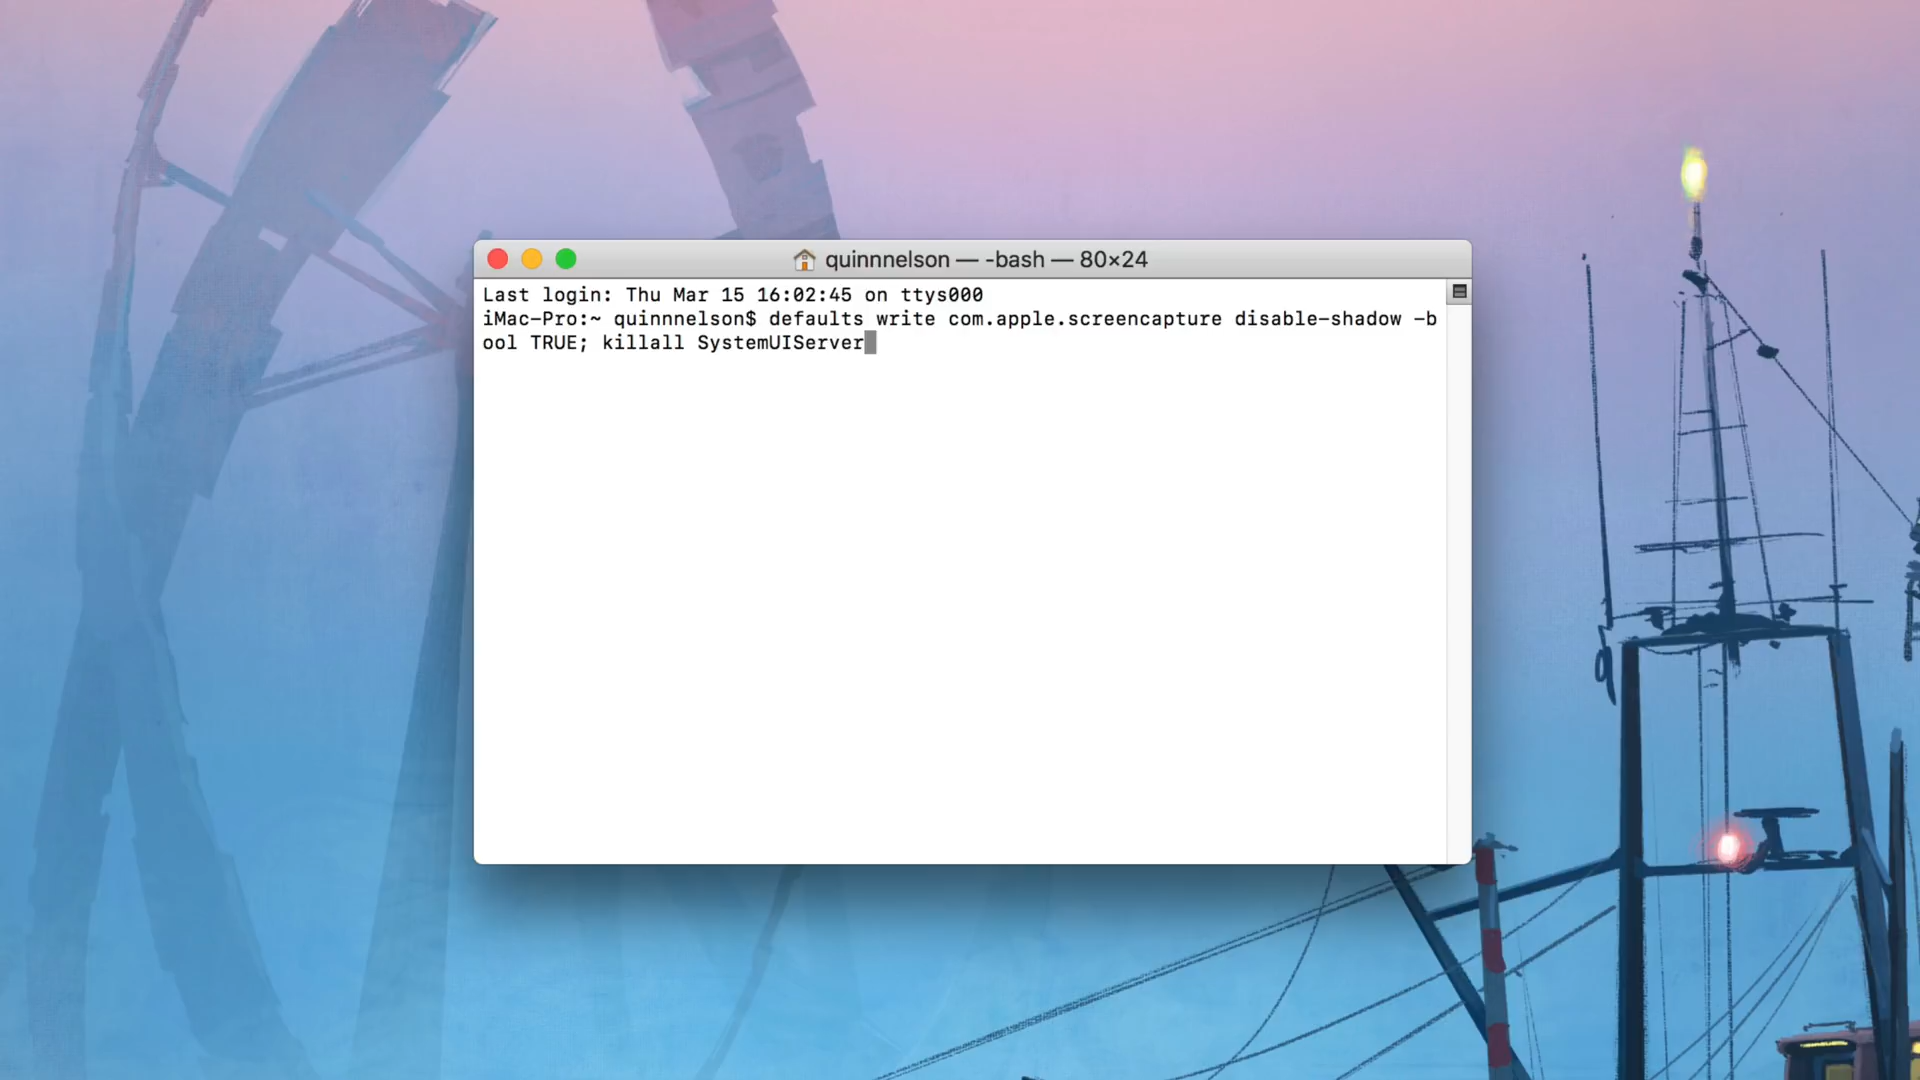 quinnnelson — -bash — 80×24
Last login: Thu Mar 15 16:02:45 on ttys000
iMac-Pro:~ quinnnelson$ defaults write com.apple.screencapture disable-shadow -b
ool TRUE; killall SystemUIServer